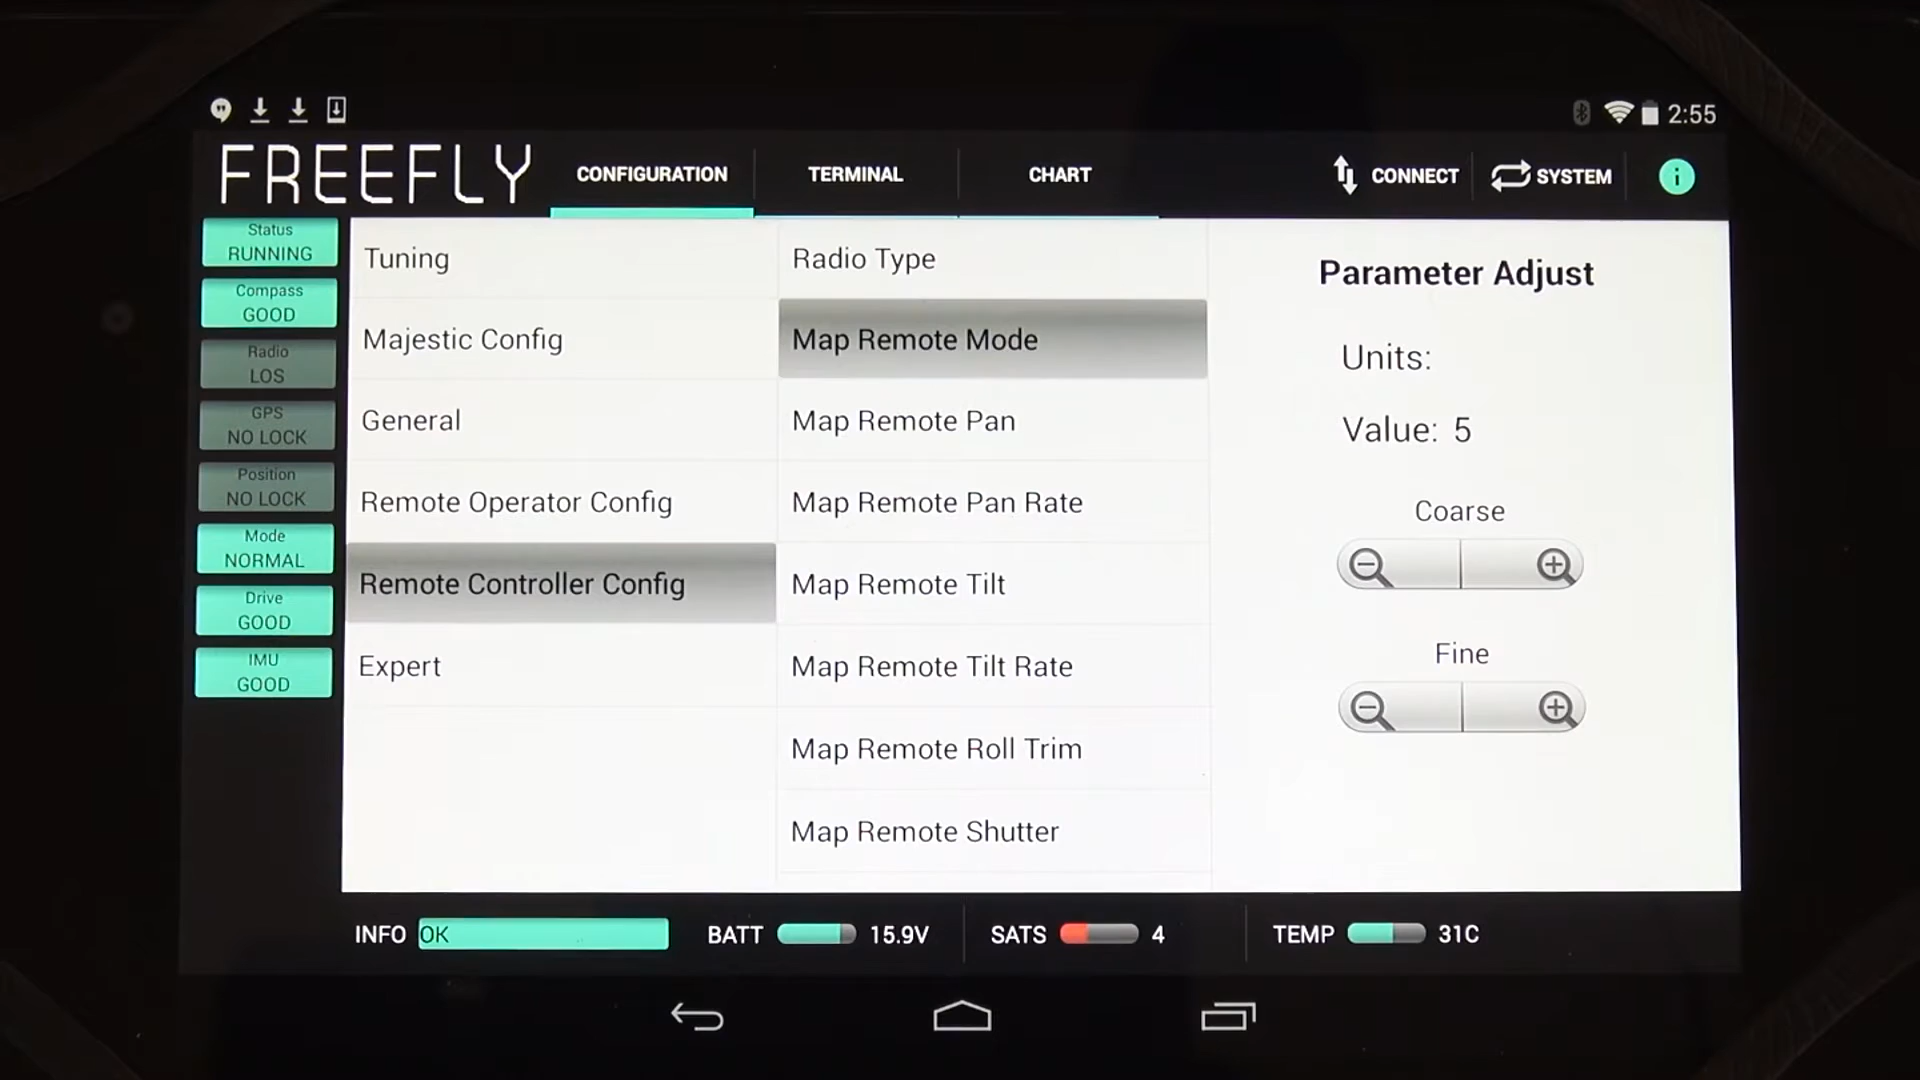 2:55
FREEFLY
CONFIGURATION
TERMINAL
CHART
CONNECT
SYSTEM
i
Status
RUNNING
Compass
GOOD
Radio
LOS
GPS
NO LOCK
Position
NO LOCK
Mode
NORMAL
Drive
GOOD
IMU
GOOD
Tuning
Majestic Config
General
Remote Operator Config
Remote Controller Config
Expert
Radio Type
Map Remote Mode
Map Remote Pan
Map Remote Pan Rate
Map Remote Tilt
Map Remote Tilt Rate
Map Remote Roll Trim
Map Remote Shutter
Parameter Adjust
Units:
Value: 5
Coarse
Fine
INFO OK
BATT 15.9V
SATS 4
TEMP 31C